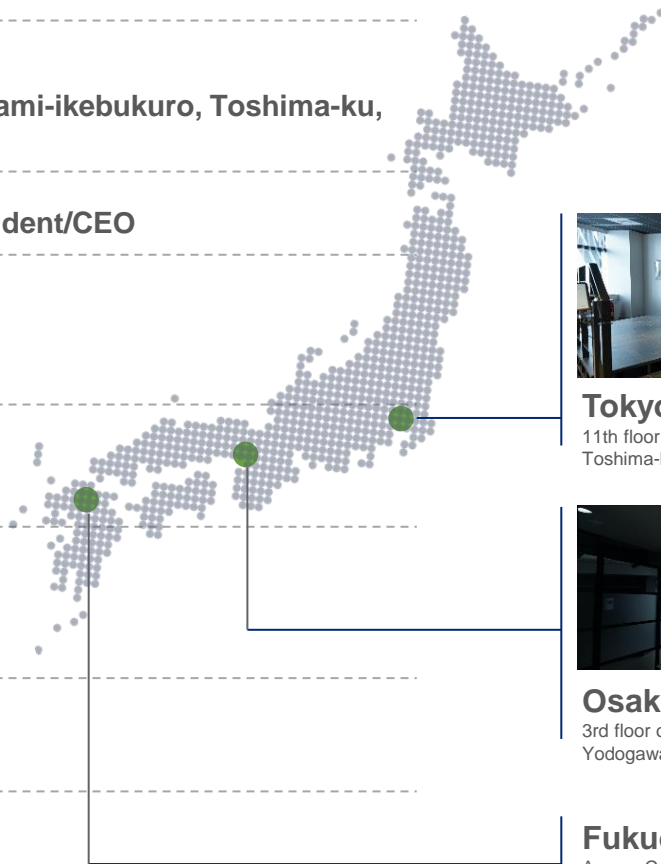 ami-ikebukuro, Toshima-ku,
dent/CEO
Tokyo
11th floor
Toshima-
Osak
3rd floor
Yodogawa
Fuku